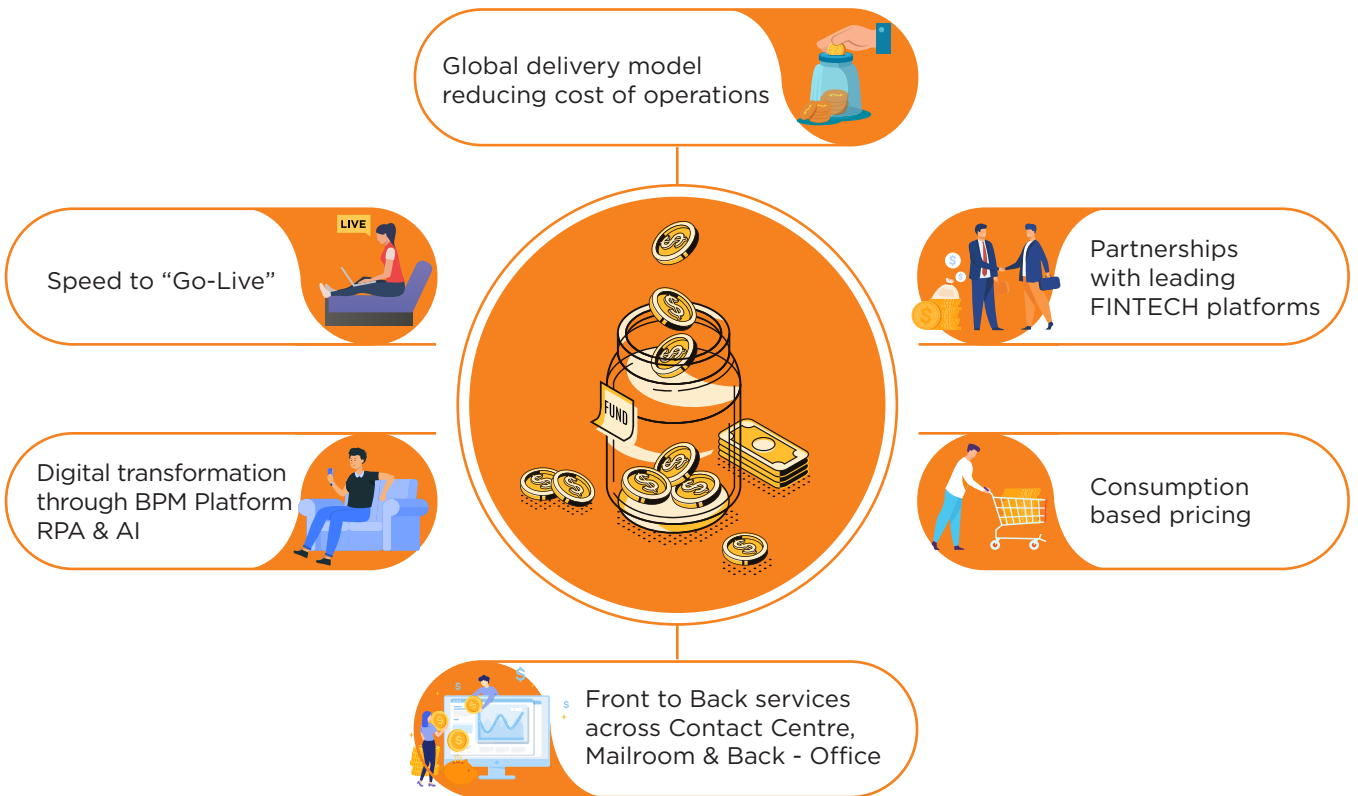 Global delivery model
reducing cost of operations
LIVE
Speed to “Go-Live”
Partnerships
with leading
FINTECH platforms
FUND
Digital transformation
through BPM Platform
RPA & AI
Consumption
based pricing
Front to Back services
across Contact Centre,
Mailroom & Back - Office